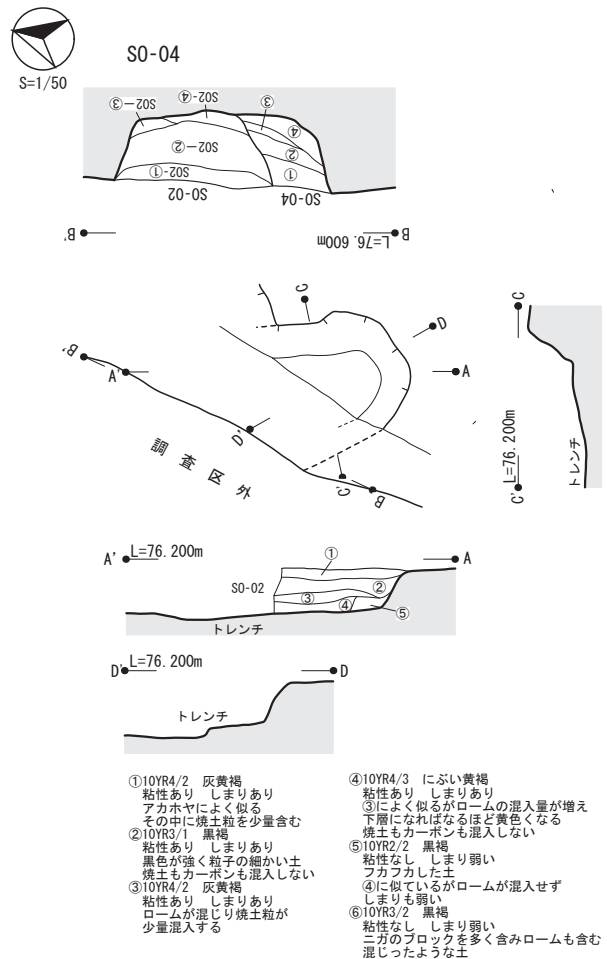 SO-04
S=1/50
S02-③
S02-④
③
④
S02-②
②
S02-①
①
SO-02
SO-04
B'
L=76.600m
B
C
D
A
B'
A'
D'
C'
B
調査区外
C
C' L=76.200m
トレンチ
A' L=76.200m
A
①
SO-02
②
③
④
⑤
トレンチ
D' L=76.200m
D
トレンチ
①10YR4/2 灰黄褐
粘性あり しまりあり
アカホヤによく似る
その中に焼土粒を少量含む
②10YR3/1 黒褐
粘性あり しまりあり
黒色が強く粒子の細かい土
焼土もカーボンも混入しない
③10YR4/2 灰黄褐
粘性あり しまりあり
ロームが混じり焼土粒が
少量混入する
④10YR4/3 にぶい黄褐
粘性あり しまりあり
③によく似るがロームの混入量が増え
下層になればなるほど黄色くなる
焼土もカーボンも混入しない
⑤10YR2/2 黒褐
粘性なし しまり弱い
フカフカした土
④に似ているがロームが混入せず
しまりも弱い
⑥10YR3/2 黒褐
粘性なし しまり弱い
ニガのブロックを多く含みロームも含む
混じったような土